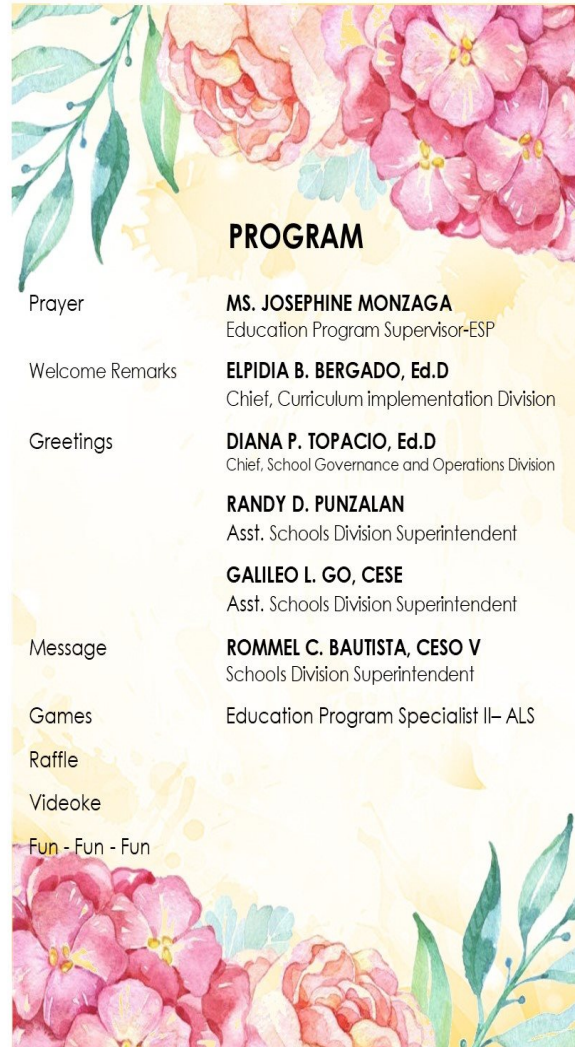 PROGRAM
Prayer MS. JOSEPHINE MONZAGA
Education Program Supervisor-ESP
Welcome Remarks ELPIDIA B. BERGADO, Ed.D
Chief, Curriculum implementation Division
Greetings DIANA P. TOPACIO, Ed.D
Chief, School Governance and Operations Division
RANDY D. PUNZALAN
Asst. Schools Division Superintendent
GALILEO L. GO, CESE
Asst. Schools Division Superintendent
Message ROMMEL C. BAUTISTA, CESO V
Schools Division Superintendent
Games Education Program Specialist II– ALS
Raffle
Videoke
Fun - Fun - Fun